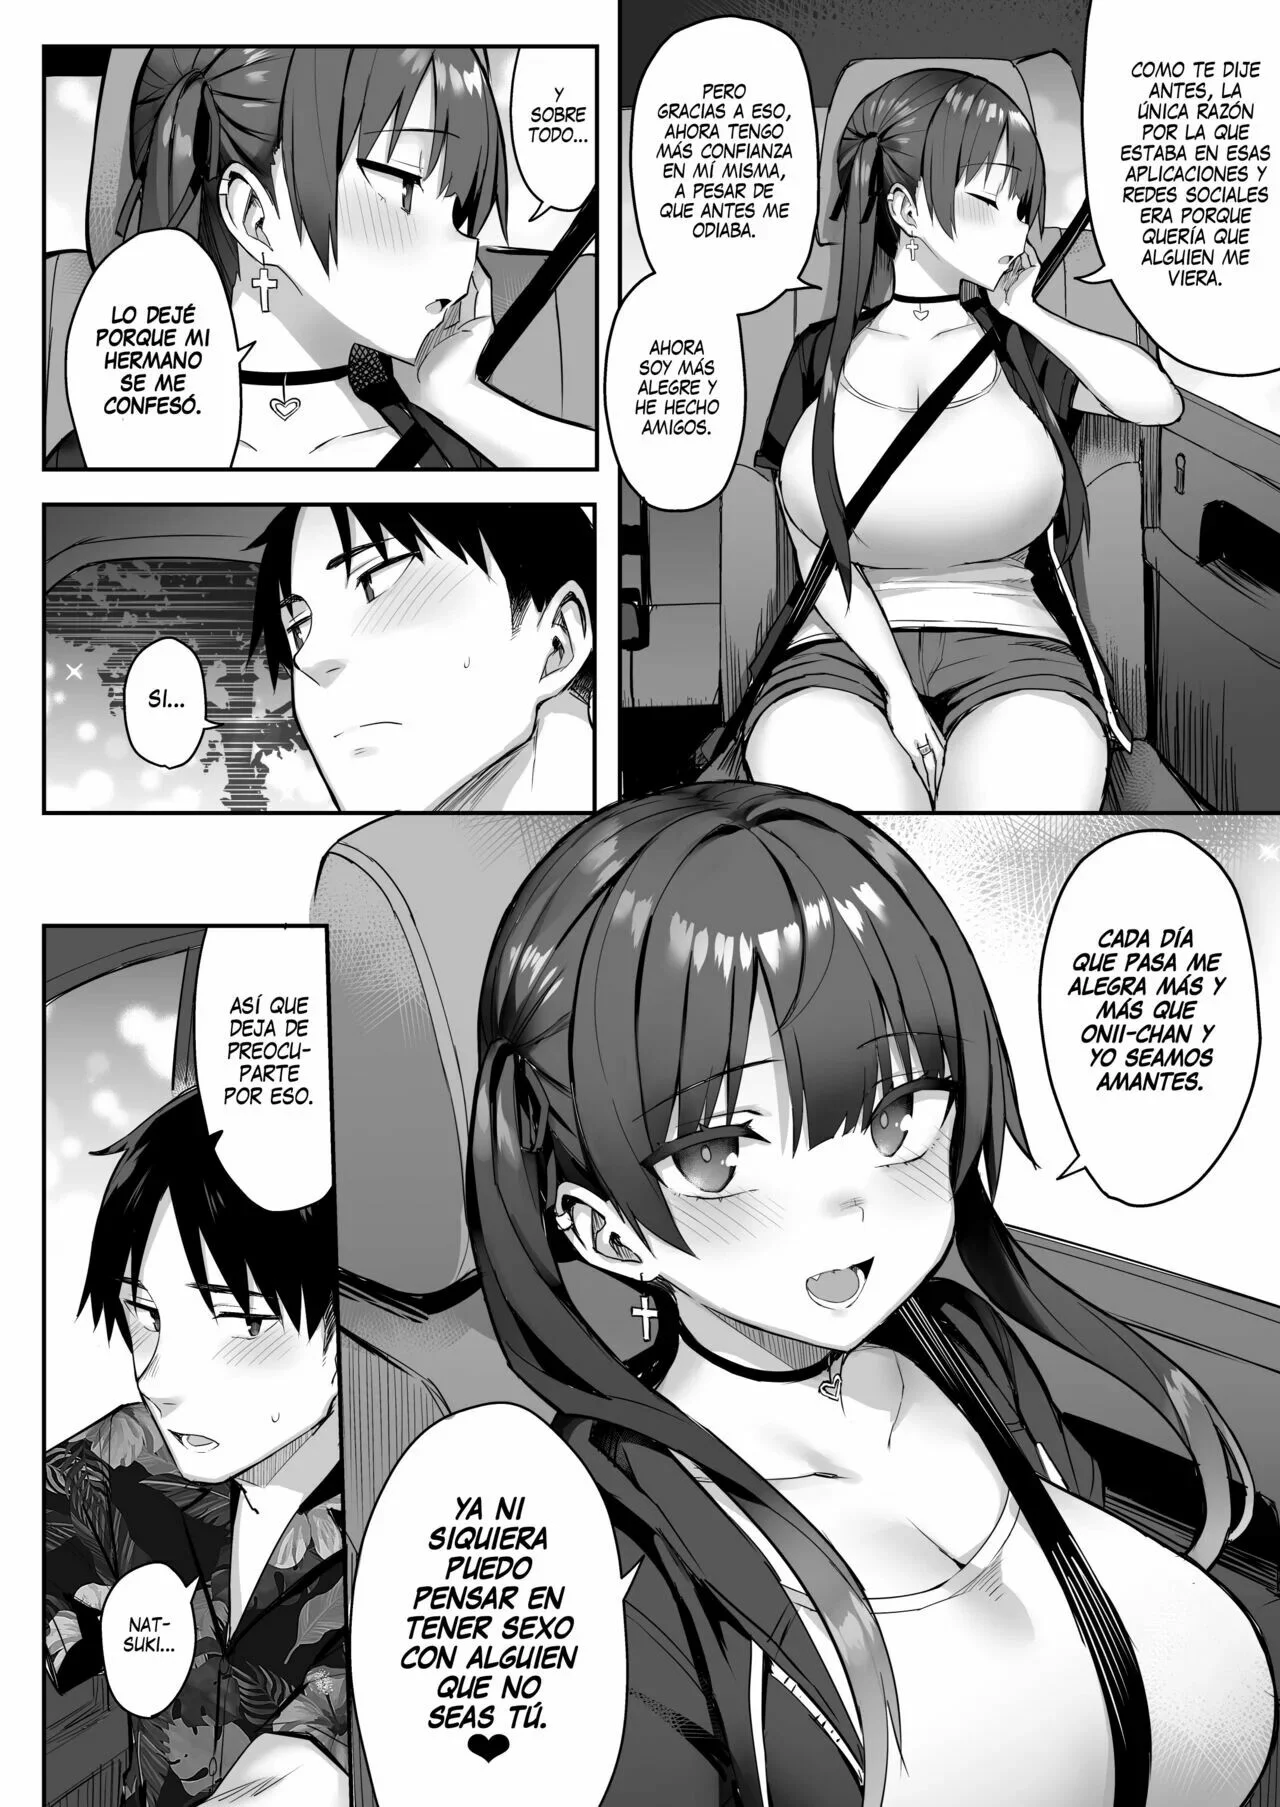 COMO TE DIJE
ANTES, LA
ÚNICA RAZÓN
POR LA QUE
ESTABA EN ESAS
APLICACIONES Y
REDES SOCIALES
ERA PORQUE
QUERÍA QUE
ALGUIEN ME
VIERA.
PERO
GRACIAS A ESO,
AHORA TENGO
MÁS CONFIANZA
EN MÍ MISMA,
A PESAR DE
QUE ANTES ME
ODIABA.
AHORA
SOY MÁS
ALEGRE Y
HE HECHO
AMIGOS.
Y
SOBRE
TODO...
LO DEJÉ
PORQUE MI
HERMANO
SE ME
CONFESÓ.
SI...
CADA DÍA
QUE PASA ME
ALEGRA MÁS Y
MÁS QUE
ONII-CHAN Y
YO SEAMOS
AMANTES.
ASÍ QUE
DEJA DE
PREOCU-
PARTE
POR ESO.
YA NI
SIQUIERA
PUEDO
PENSAR EN
TENER SEXO
CON ALGUIEN
QUE NO
SEAS TÚ.
❤
NAT-
SUKI...